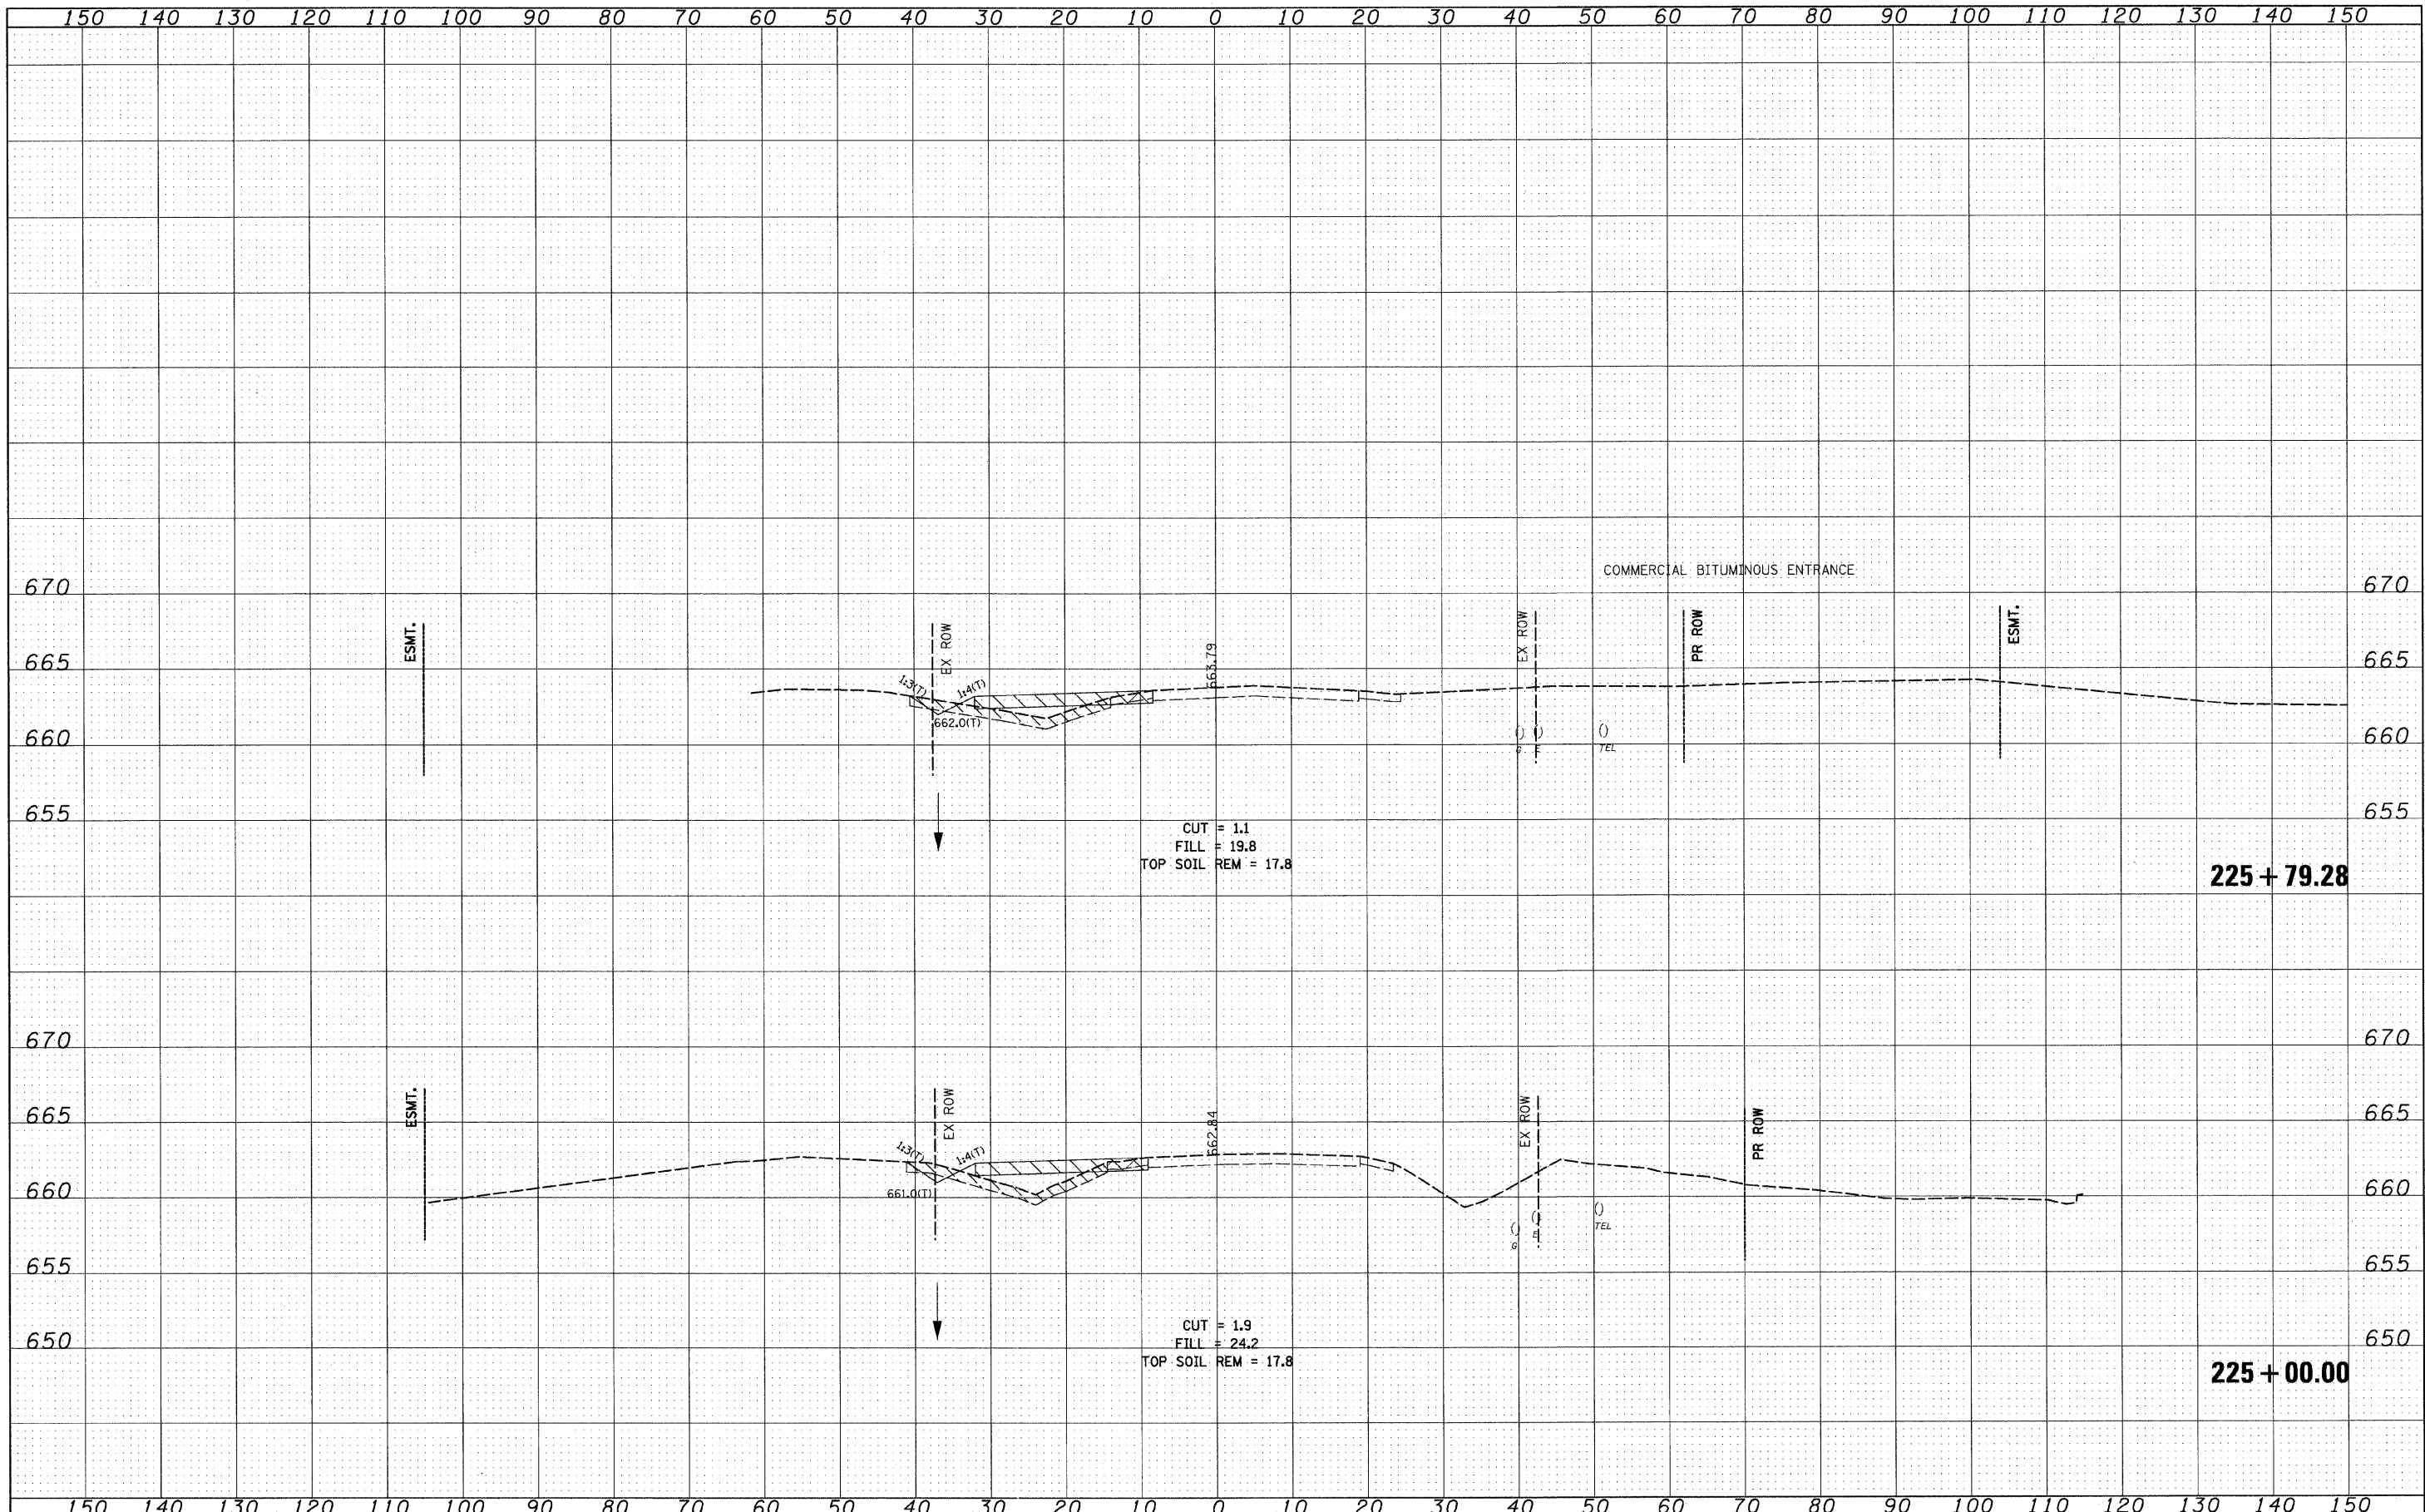 150 140 130 120 110 100 90 80 70 60 50 40 30 20 10 0 10 20 30 40 50 60 70 80 90 100 110 120 130 140 150
COMMERCIAL BITUMINOUS ENTRANCE
670 670
ESMT. EX ROW 663.79 EX ROW PR ROW ESMT.
665 665
1:3(T) 1:4(T)
662.0(T)
660 660
G E TEL
655 655
CUT = 1.1
FILL = 19.8
TOP SOIL REM = 17.8
225 + 79.28
670 670
ESMT. EX ROW 662.84 EX ROW PR ROW
665 665
1:3(T) 1:4(T)
661.0(T)
660 660
TEL
E
G
655 655
CUT = 1.9
FILL = 24.2
TOP SOIL REM = 17.8
650 650
225 + 00.00
150 140 130 120 110 100 90 80 70 60 50 40 30 20 10 0 10 20 30 40 50 60 70 80 90 100 110 120 130 140 150